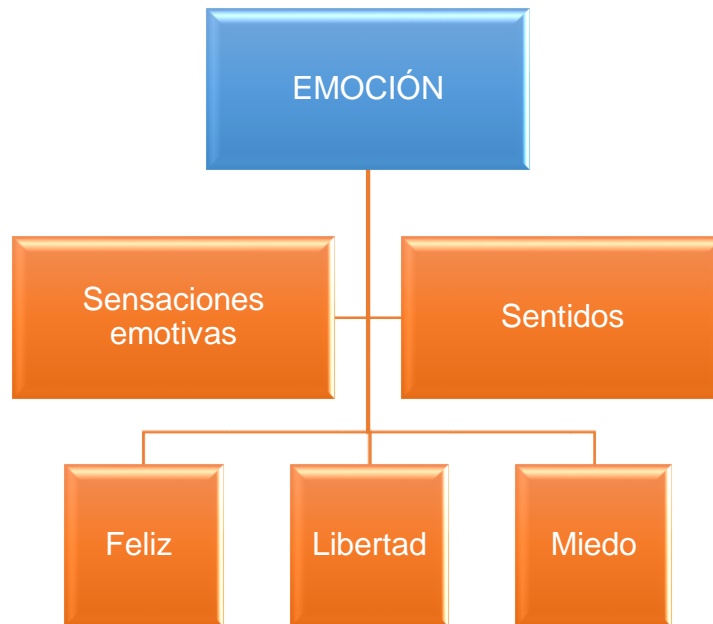 EMOCIÓN
Sensaciones
emotivas
Sentidos
Feliz
Libertad
Miedo